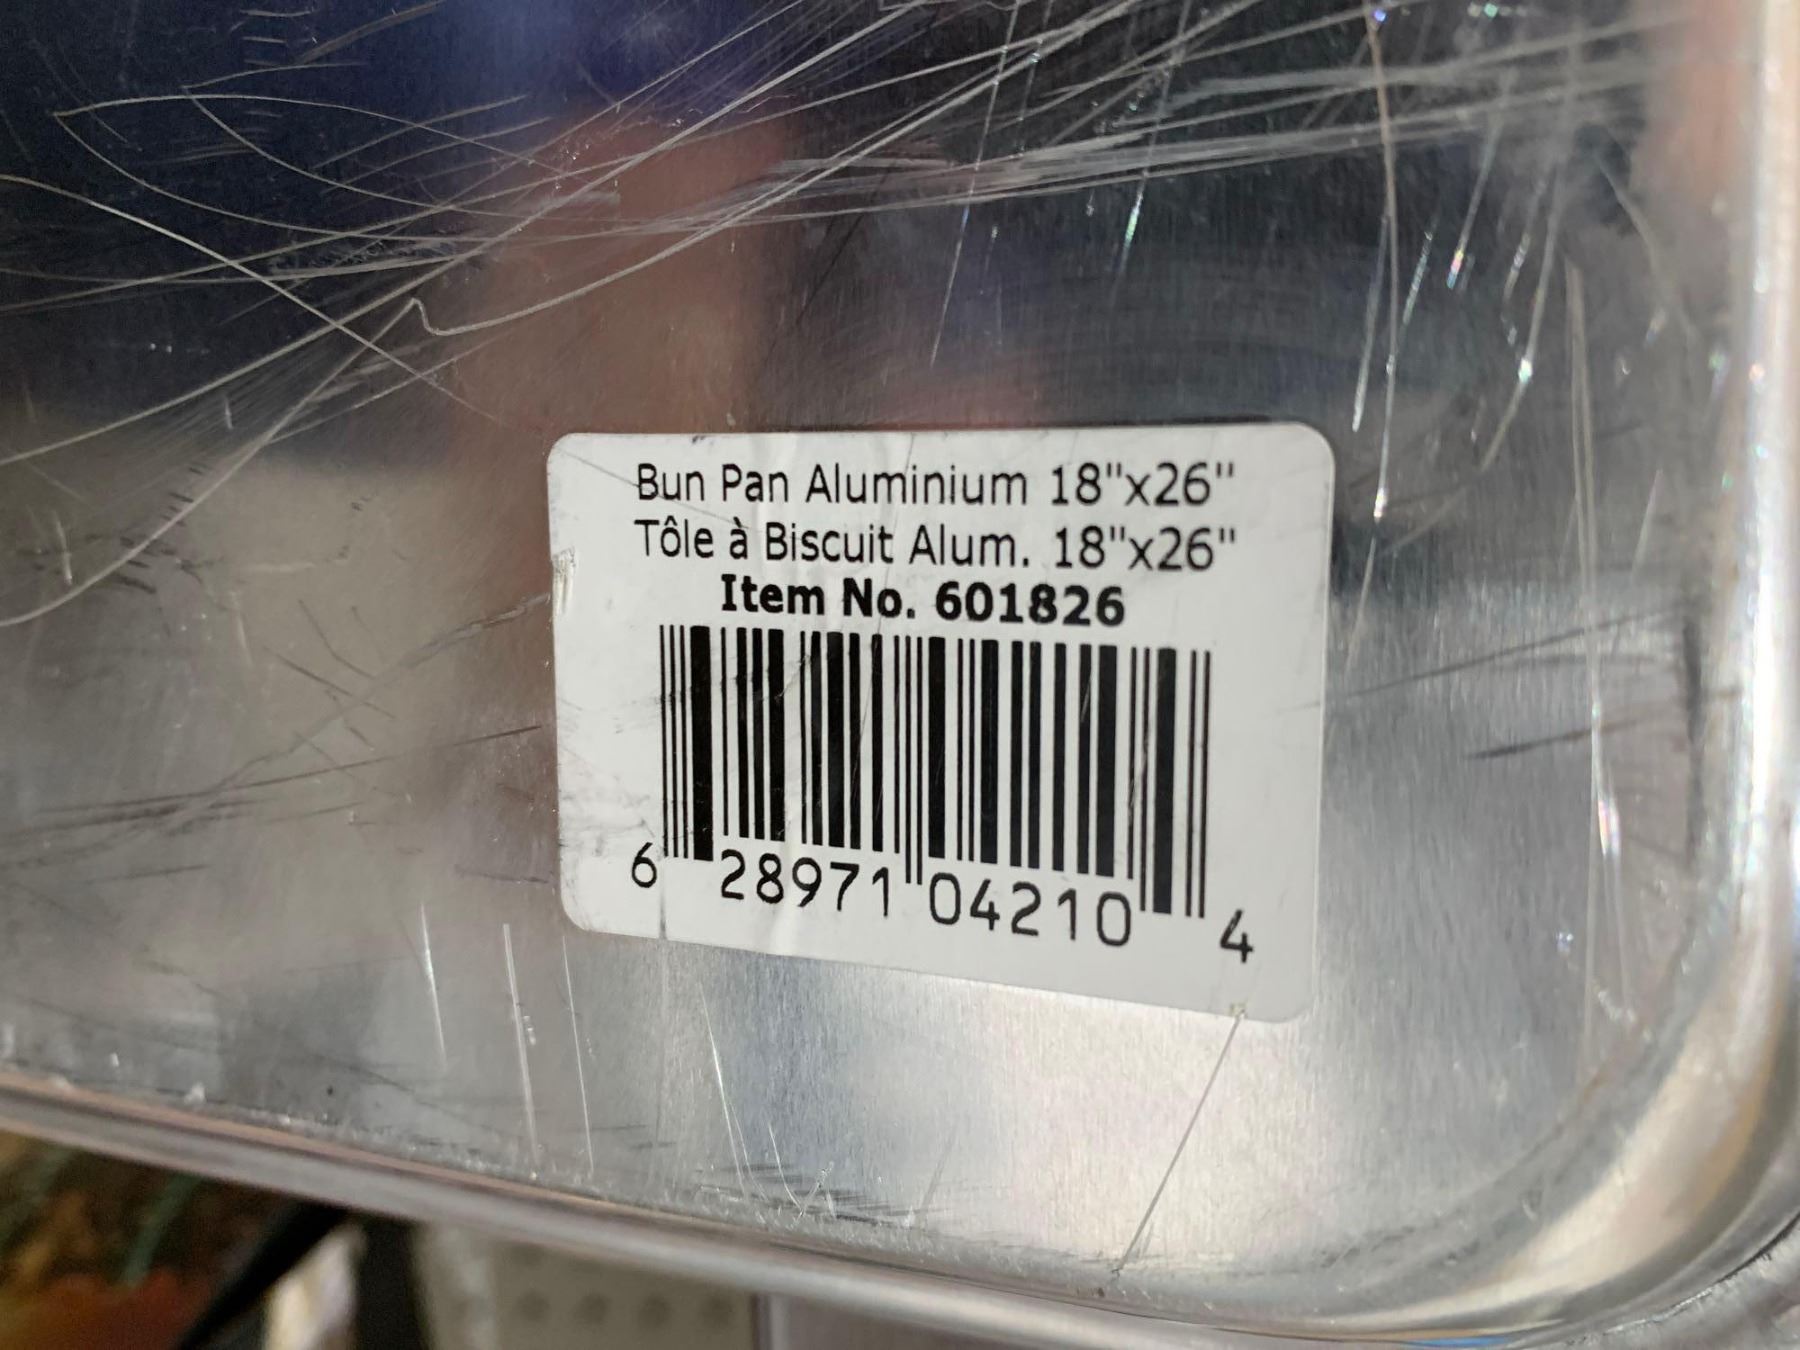 Bun Pan Aluminium 18"x26"
Tôle à Biscuit Alum. 18"x26"
Item No. 601826
6 28971 04210 4